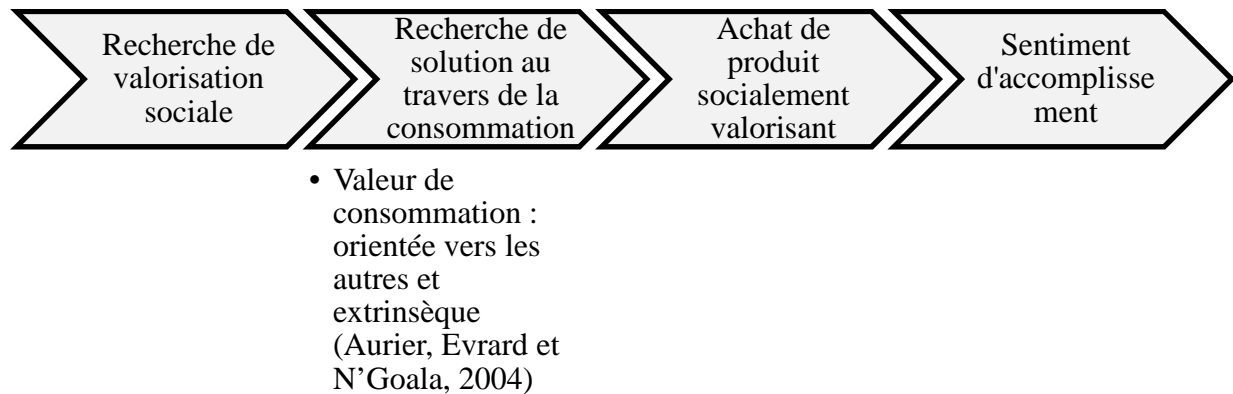 Recherche de
valorisation
sociale
Recherche de
solution au
travers de la
consommation
Achat de
produit
socialement
valorisant
Sentiment
d'accomplisse
ment
• Valeur de
consommation :
orientée vers les
autres et
extrinsèque
(Aurier, Evrard et
N’Goala, 2004)